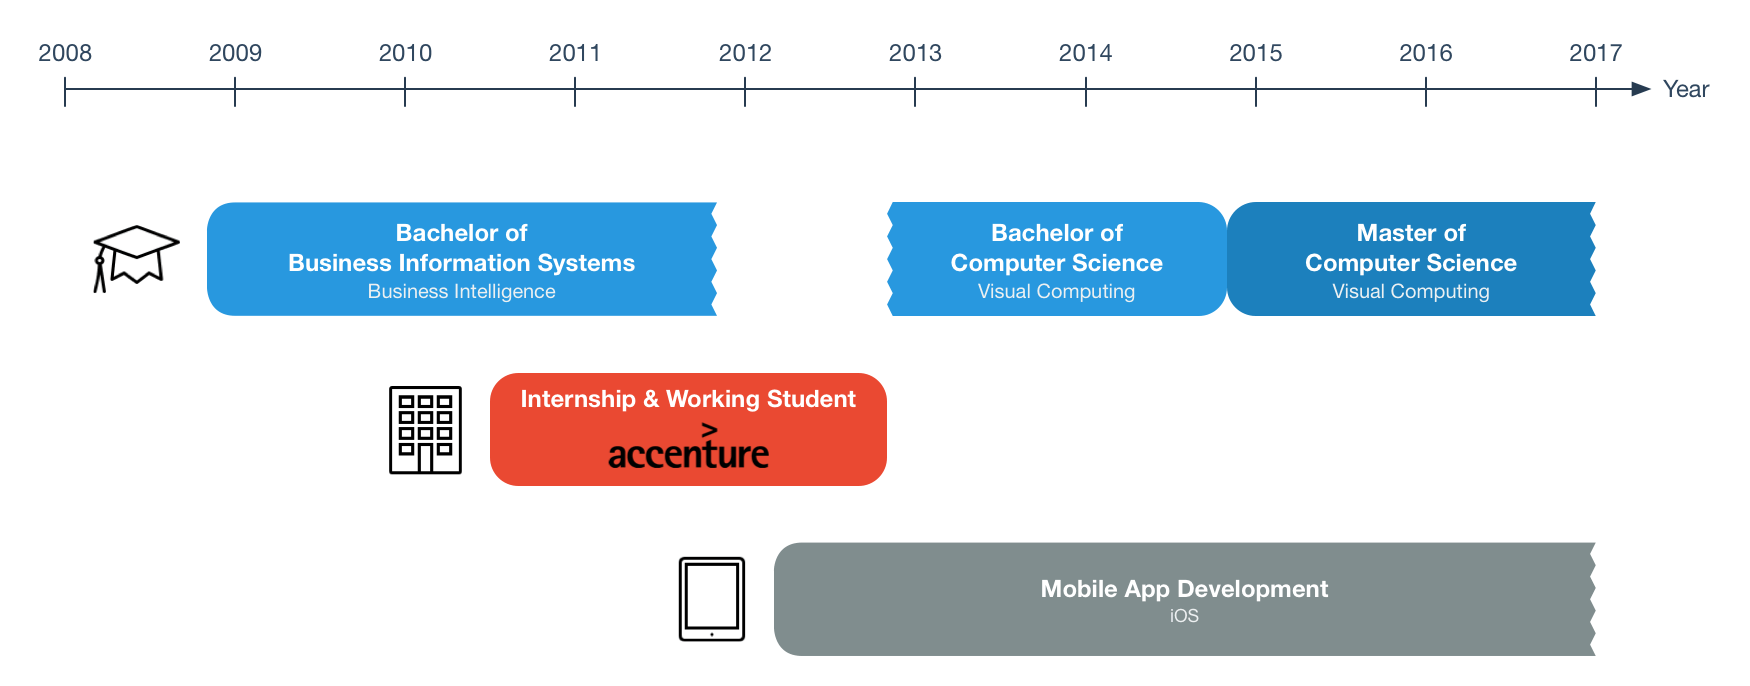 2008 2009 2010 2011 2012 2013 2014 2015 2016 2017
Year
Bachelor of
Business Information Systems
Business Intelligence
Bachelor of
Computer Science
Visual Computing
Master of
Computer Science
Visual Computing
Internship & Working Student
>
accenture
Mobile App Development
iOS